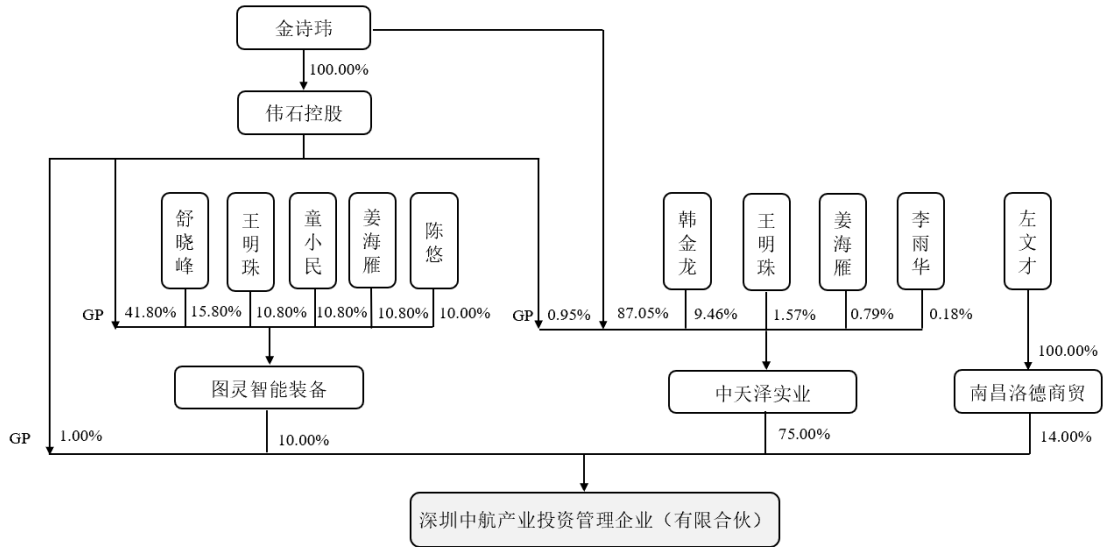 金诗玮
100.00%
伟石控股
舒晓峰
王明珠
童小民
姜海雁
陈悠
韩金龙
王明珠
姜海雁
李雨华
左文才
GP
41.80%
15.80%
10.80%
10.80%
10.80%
10.00%
GP
0.95%
87.05%
9.46%
1.57%
0.79%
0.18%
100.00%
图灵智能装备
中天泽实业
南昌洛德商贸
GP
1.00%
10.00%
75.00%
14.00%
深圳中航产业投资管理企业（有限合伙）